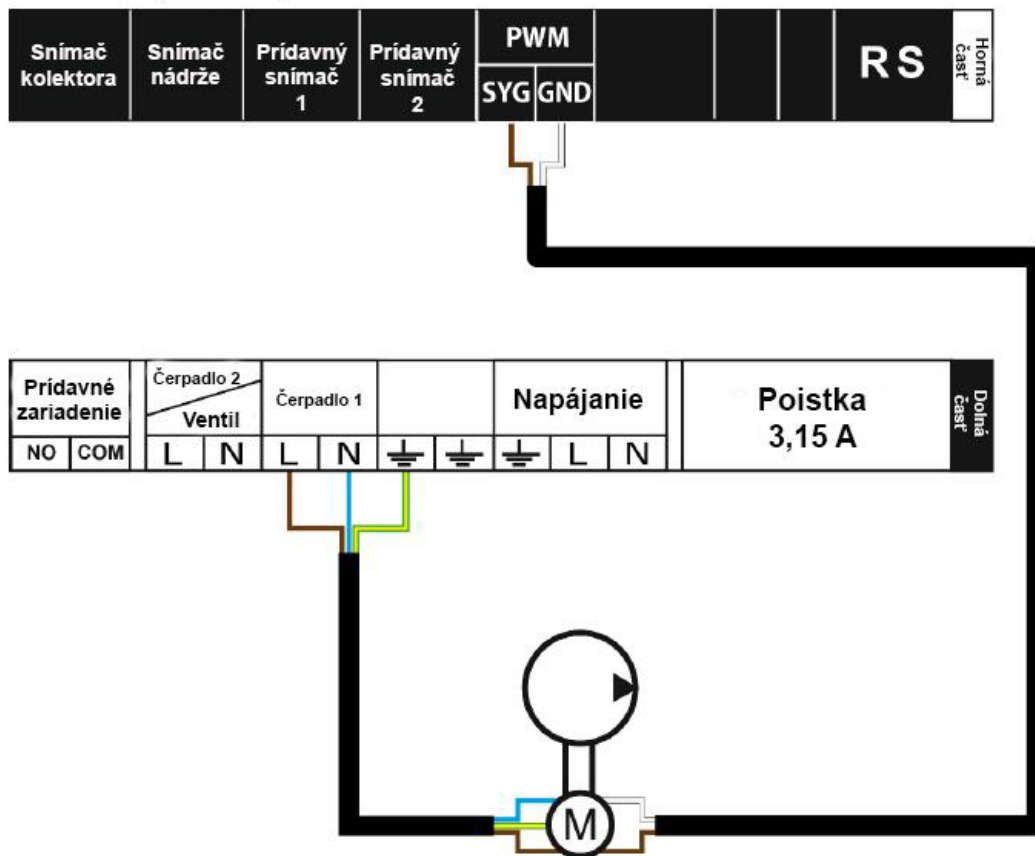 Snímač
kolektora
Snímač
nádrže
Prídavný
snímač
1
Prídavný
snímač
2
PWM
SYG GND
RS
Horná
časť
Prídavné
zariadenie
NO COM
Čerpadlo 2
Ventil
L N
Čerpadlo 1
L N
Napájanie
L N
Poistka
3,15 A
Dolná
časť
M